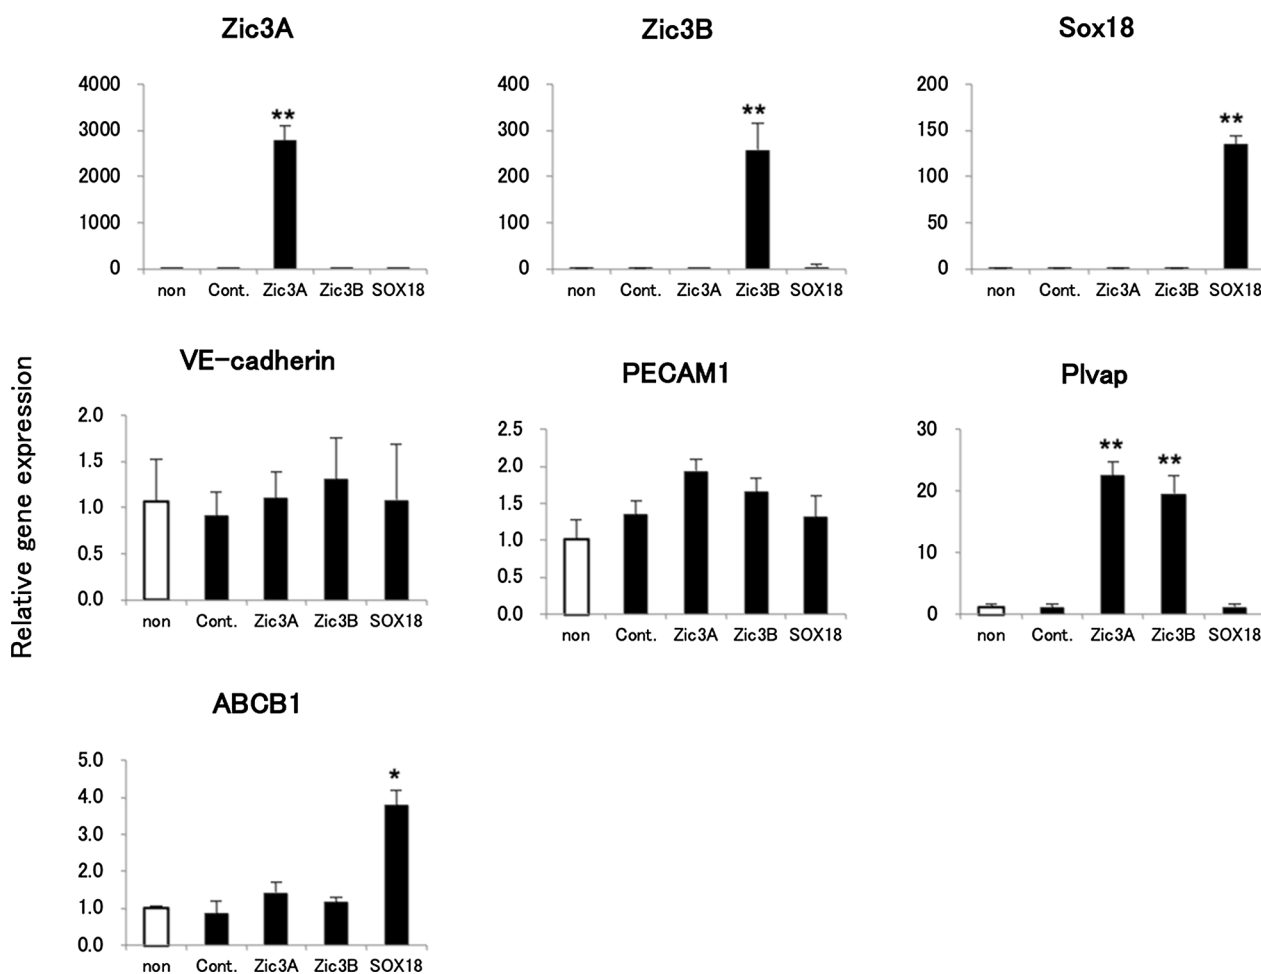 Zic3A
Zic3B
Sox18
4000
3000
2000
1000
0
**
non Cont. Zic3A Zic3B SOX18
400
300
200
100
0
**
non Cont. Zic3A Zic3B SOX18
200
150
100
50
0
**
non Cont. Zic3A Zic3B SOX18
Relative gene expression
VE-cadherin
2.0
1.5
1.0
0.5
0.0
non Cont. Zic3A Zic3B SOX18
PECAM1
2.5
2.0
1.5
1.0
0.5
0.0
non Cont. Zic3A Zic3B SOX18
Plvap
30
20
10
0
** **
non Cont. Zic3A Zic3B SOX18
ABCB1
5.0
4.0
3.0
2.0
1.0
0.0
*
non Cont. Zic3A Zic3B SOX18